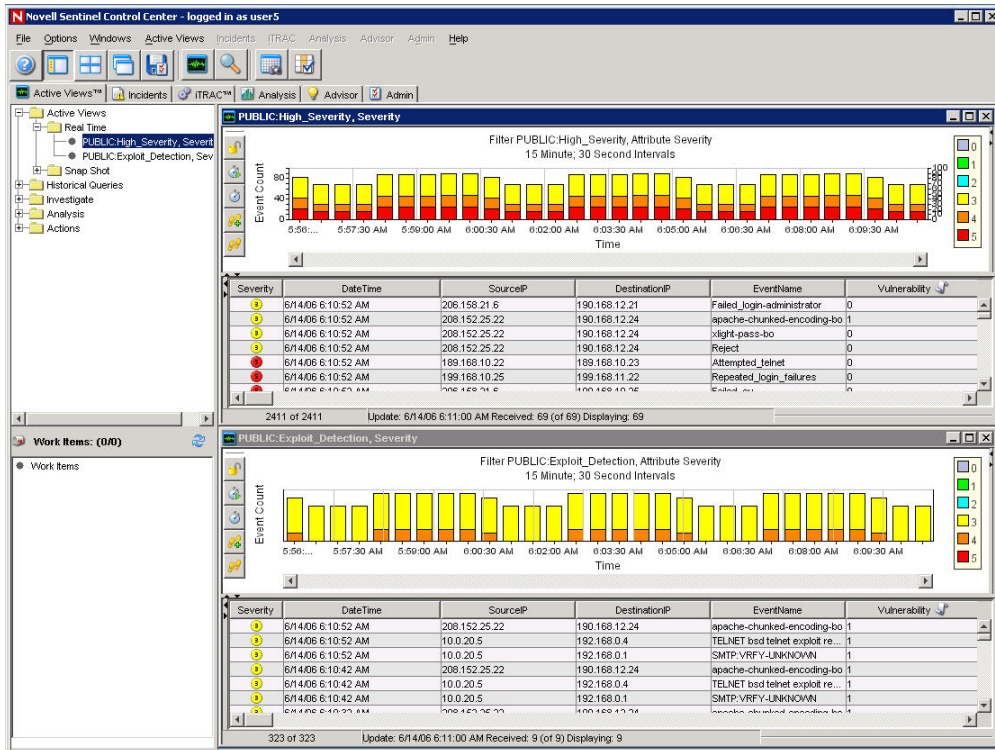 Novell Sentinel Control Center - logged in as user5
File Options Windows Active Views Incidents iTRAC Analysis Advisor Admin Help
Active Views™ Incidents iTRAC™ Analysis Advisor Admin
Active Views
Real Time
PUBLIC:High_Severity, Severit
PUBLIC:Exploit_Detection, Sev
Snap Shot
Historical Queries
Investigate
Analysis
Actions
Work Items: (0/0)
Work Items
PUBLIC:High_Severity, Severity
Filter PUBLIC:High_Severity, Attribute Severity
15 Minute; 30 Second Intervals
Event Count
80
40
0
100
0
1
2
3
4
5
5:56:... 5:57:30 AM 5:59:00 AM 6:00:30 AM 6:02:00 AM 6:03:30 AM 6:05:00 AM 6:06:30 AM 6:08:00 AM 6:09:30 AM
Time
Severity DateTime SourceIP DestinationIP EventName Vulnerability
3 6/14/06 6:10:52 AM 206.158.21.6 190.168.12.21 Failed_login-administrator 0
3 6/14/06 6:10:52 AM 208.152.25.22 190.168.12.24 apache-chunked-encoding-bo 1
3 6/14/06 6:10:52 AM 208.152.25.22 190.168.12.24 xlight-pass-bo 0
3 6/14/06 6:10:52 AM 208.152.25.22 190.168.12.24 Reject 0
5 6/14/06 6:10:52 AM 189.168.10.22 189.168.10.23 Attempted_telnet 0
5 6/14/06 6:10:52 AM 199.168.10.25 199.168.11.22 Repeated_login_failures 0
2411 of 2411 Update: 6/14/06 6:11:00 AM Received: 69 (of 69) Displaying: 69
PUBLIC:Exploit_Detection, Severity
Filter PUBLIC:Exploit_Detection, Attribute Severity
15 Minute; 30 Second Intervals
Event Count
0
1
2
3
4
5
5:56:... 5:57:30 AM 5:59:00 AM 6:00:30 AM 6:02:00 AM 6:03:30 AM 6:05:00 AM 6:06:30 AM 6:08:00 AM 6:09:30 AM
Time
Severity DateTime SourceIP DestinationIP EventName Vulnerability
3 6/14/06 6:10:52 AM 208.152.25.22 190.168.12.24 apache-chunked-encoding-bo 1
3 6/14/06 6:10:52 AM 10.0.20.5 192.168.0.4 TELNET bsd telnet exploit re... 1
3 6/14/06 6:10:52 AM 10.0.20.5 192.168.0.1 SMTP:VRFY-UNKNOWN 1
3 6/14/06 6:10:42 AM 208.152.25.22 190.168.12.24 apache-chunked-encoding-bo 1
3 6/14/06 6:10:42 AM 10.0.20.5 192.168.0.4 TELNET bsd telnet exploit re... 1
3 6/14/06 6:10:42 AM 10.0.20.5 192.168.0.1 SMTP:VRFY-UNKNOWN 1
323 of 323 Update: 6/14/06 6:11:00 AM Received: 9 (of 9) Displaying: 9